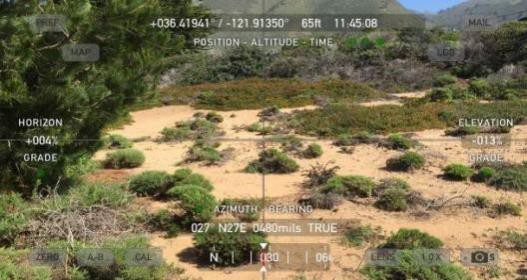 PREF
+036.41941° / -121.91350° 65ft 11:45:08
MAIL
POSITION - ALTITUDE - TIME
MAP
LOG
HORIZON
+004%
GRADE
ELEVATION
-013%
GRADE
AZIMUTH - BEARING
027 N27E 0480mils TRUE
ZERO
A-B
CAL
N
030
LENS
1.0X